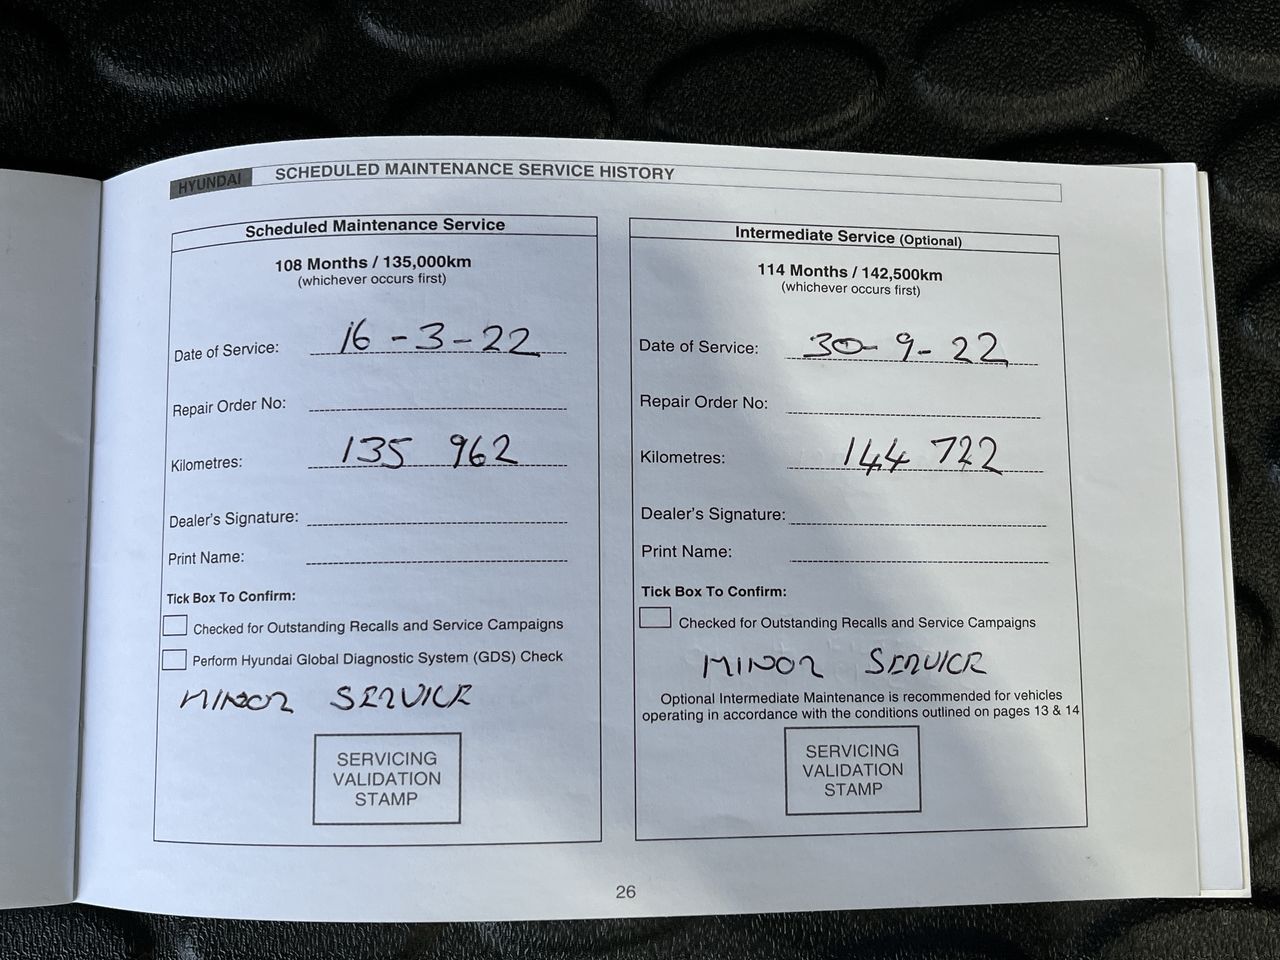 HYUNDAI SCHEDULED MAINTENANCE SERVICE HISTORY
Scheduled Maintenance Service
108 Months / 135,000km
(whichever occurs first)
Date of Service: 16 - 3 - 22
Repair Order No:
Kilometres: 135 962
Dealer's Signature:
Print Name:
Tick Box To Confirm:
Checked for Outstanding Recalls and Service Campaigns
Perform Hyundai Global Diagnostic System (GDS) Check
MINOR SERVICE
SERVICING
VALIDATION
STAMP
Intermediate Service (Optional)
114 Months / 142,500km
(whichever occurs first)
Date of Service: 30 - 9 - 22
Repair Order No:
Kilometres: 144 722
Dealer's Signature:
Print Name:
Tick Box To Confirm:
Checked for Outstanding Recalls and Service Campaigns
MINOR SERVICE
Optional Intermediate Maintenance is recommended for vehicles
operating in accordance with the conditions outlined on pages 13 & 14
SERVICING
VALIDATION
STAMP
26